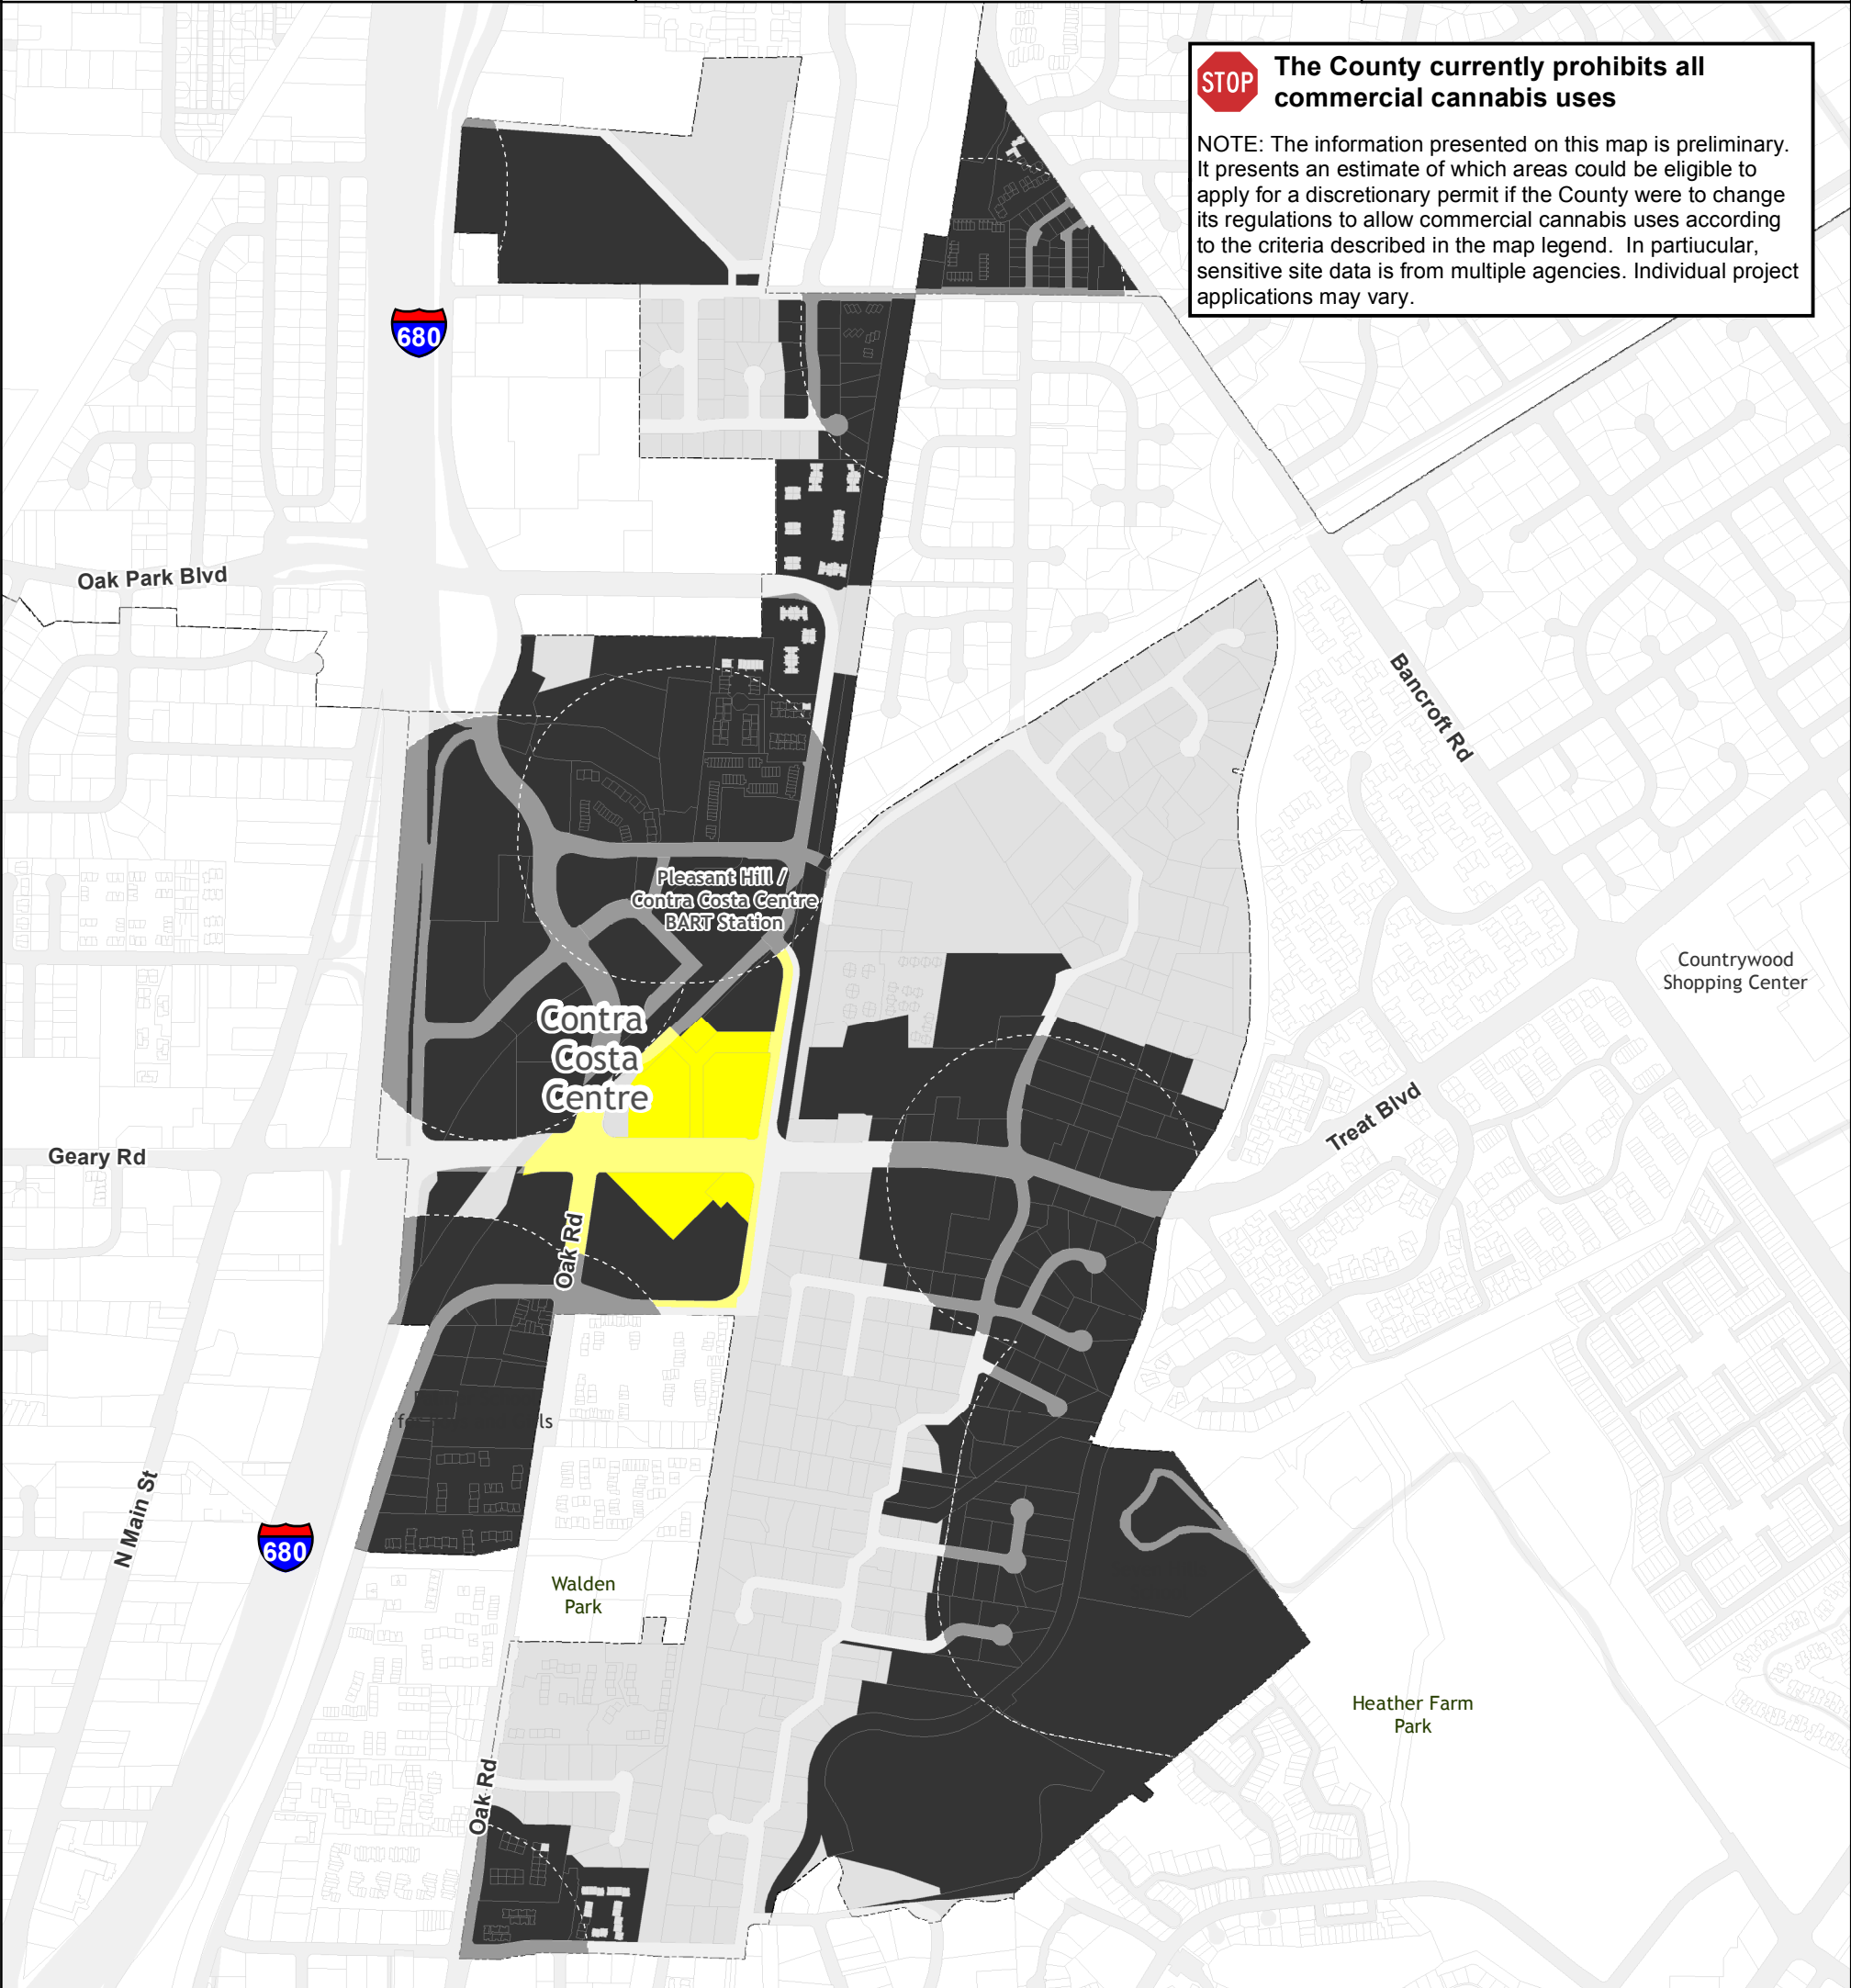 STOP
The County currently prohibits all
commercial cannabis uses
NOTE: The information presented on this map is preliminary.
It presents an estimate of which areas could be eligible to
apply for a discretionary permit if the County were to change
its regulations to allow commercial cannabis uses according
to the criteria described in the map legend. In partiucular,
sensitive site data is from multiple agencies. Individual project
applications may vary.
680
Oak Park Blvd
Bancroft Rd
Pleasant Hill /
Contra Costa Centre
BART Station
Countrywood
Shopping Center
Contra
Costa
Centre
Treat Blvd
Geary Rd
Oak Rd
N Main St
680
Walden
Park
Heather Farm
Park
Oak Rd